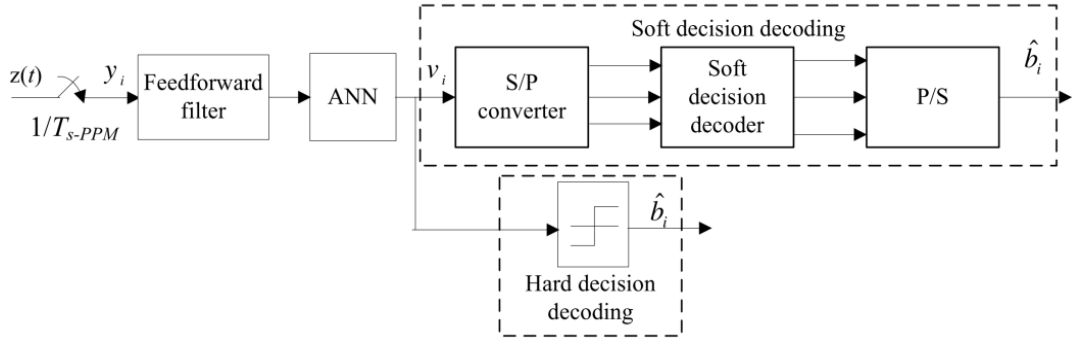 Soft decision decoding
z(t)
y_i
1/T_{s-PPM}
Feedforward
filter
ANN
v_i
S/P
converter
Soft
decision
decoder
P/S
b̂_i
b̂_i
Hard decision
decoding